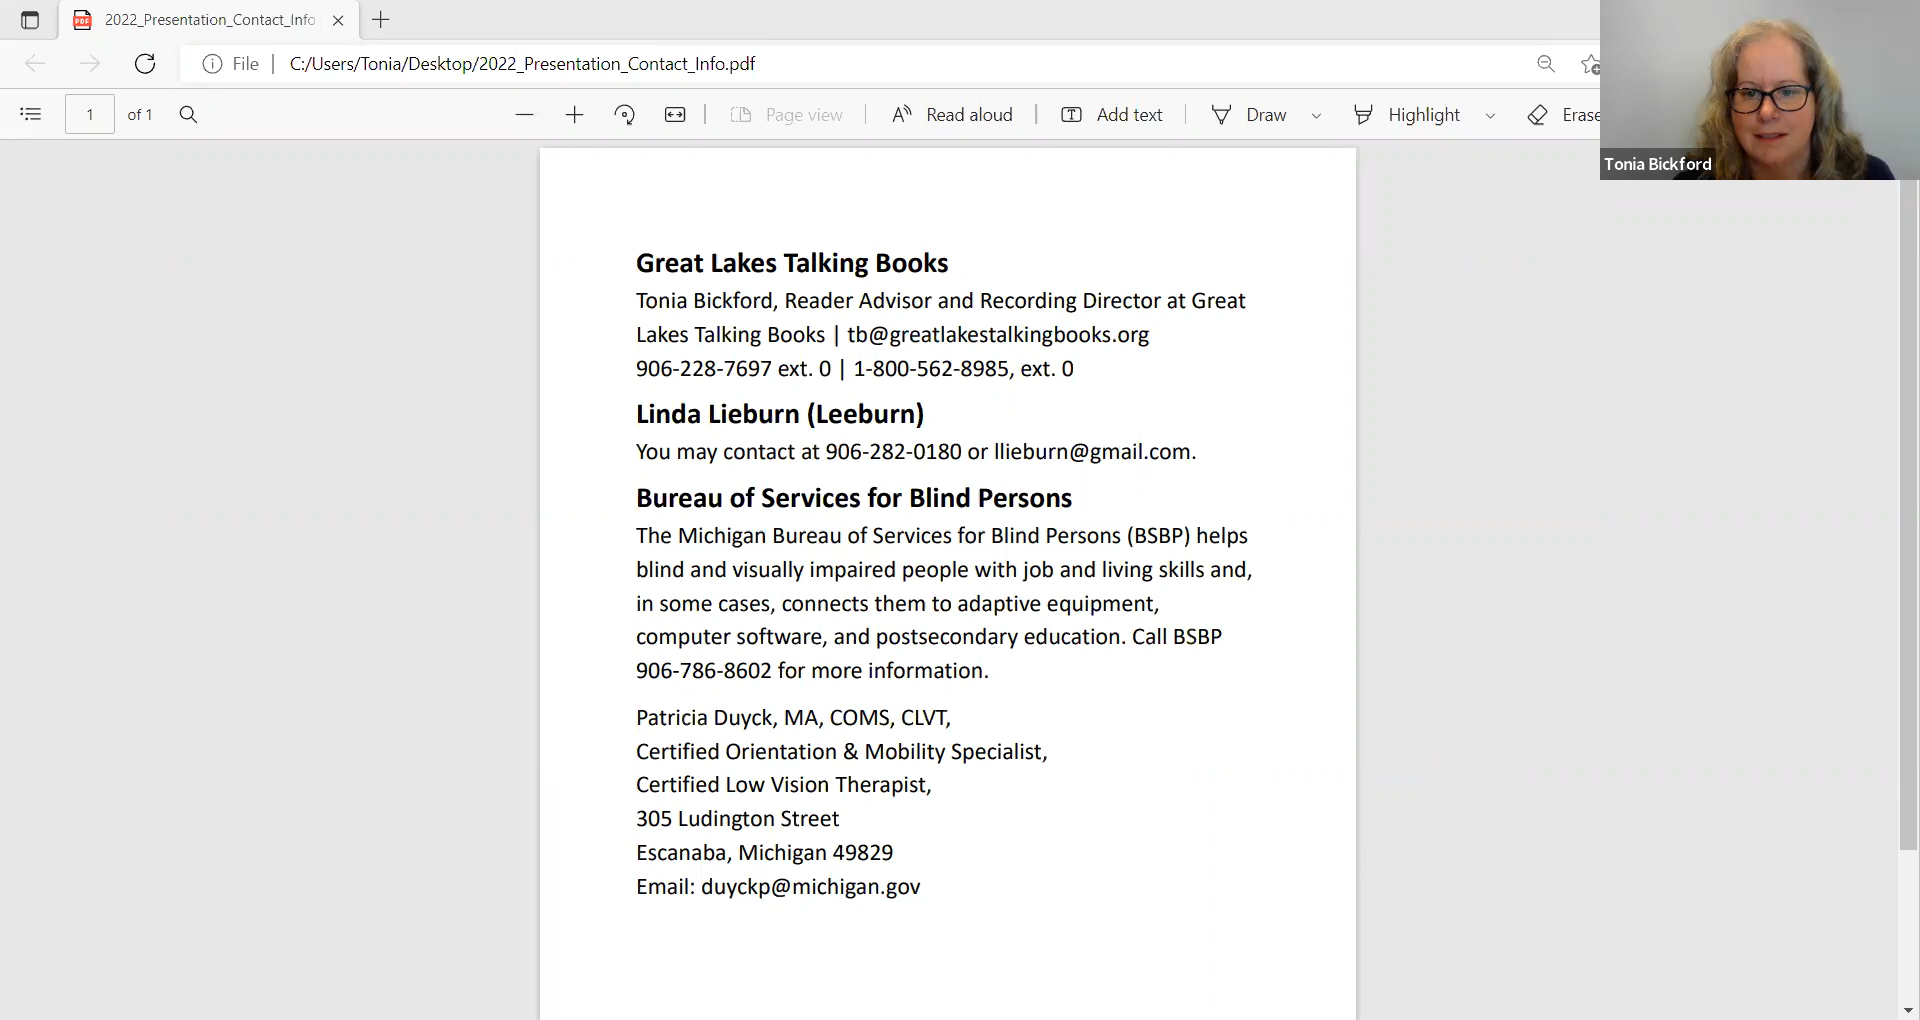 2022_Presentation_Contact_Info
File
C:/Users/Tonia/Desktop/2022_Presentation_Contact_Info.pdf
1 of 1
Page view
Read aloud
Add text
Draw
Highlight
Erase
Tonia Bickford
Great Lakes Talking Books
Tonia Bickford, Reader Advisor and Recording Director at Great
Lakes Talking Books | tb@greatlakestalkingbooks.org
906-228-7697 ext. 0 | 1-800-562-8985, ext. 0
Linda Lieburn (Leeburn)
You may contact at 906-282-0180 or llieburn@gmail.com.
Bureau of Services for Blind Persons
The Michigan Bureau of Services for Blind Persons (BSBP) helps
blind and visually impaired people with job and living skills and,
in some cases, connects them to adaptive equipment,
computer software, and postsecondary education. Call BSBP
906-786-8602 for more information.
Patricia Duyck, MA, COMS, CLVT,
Certified Orientation & Mobility Specialist,
Certified Low Vision Therapist,
305 Ludington Street
Escanaba, Michigan 49829
Email: duyckp@michigan.gov